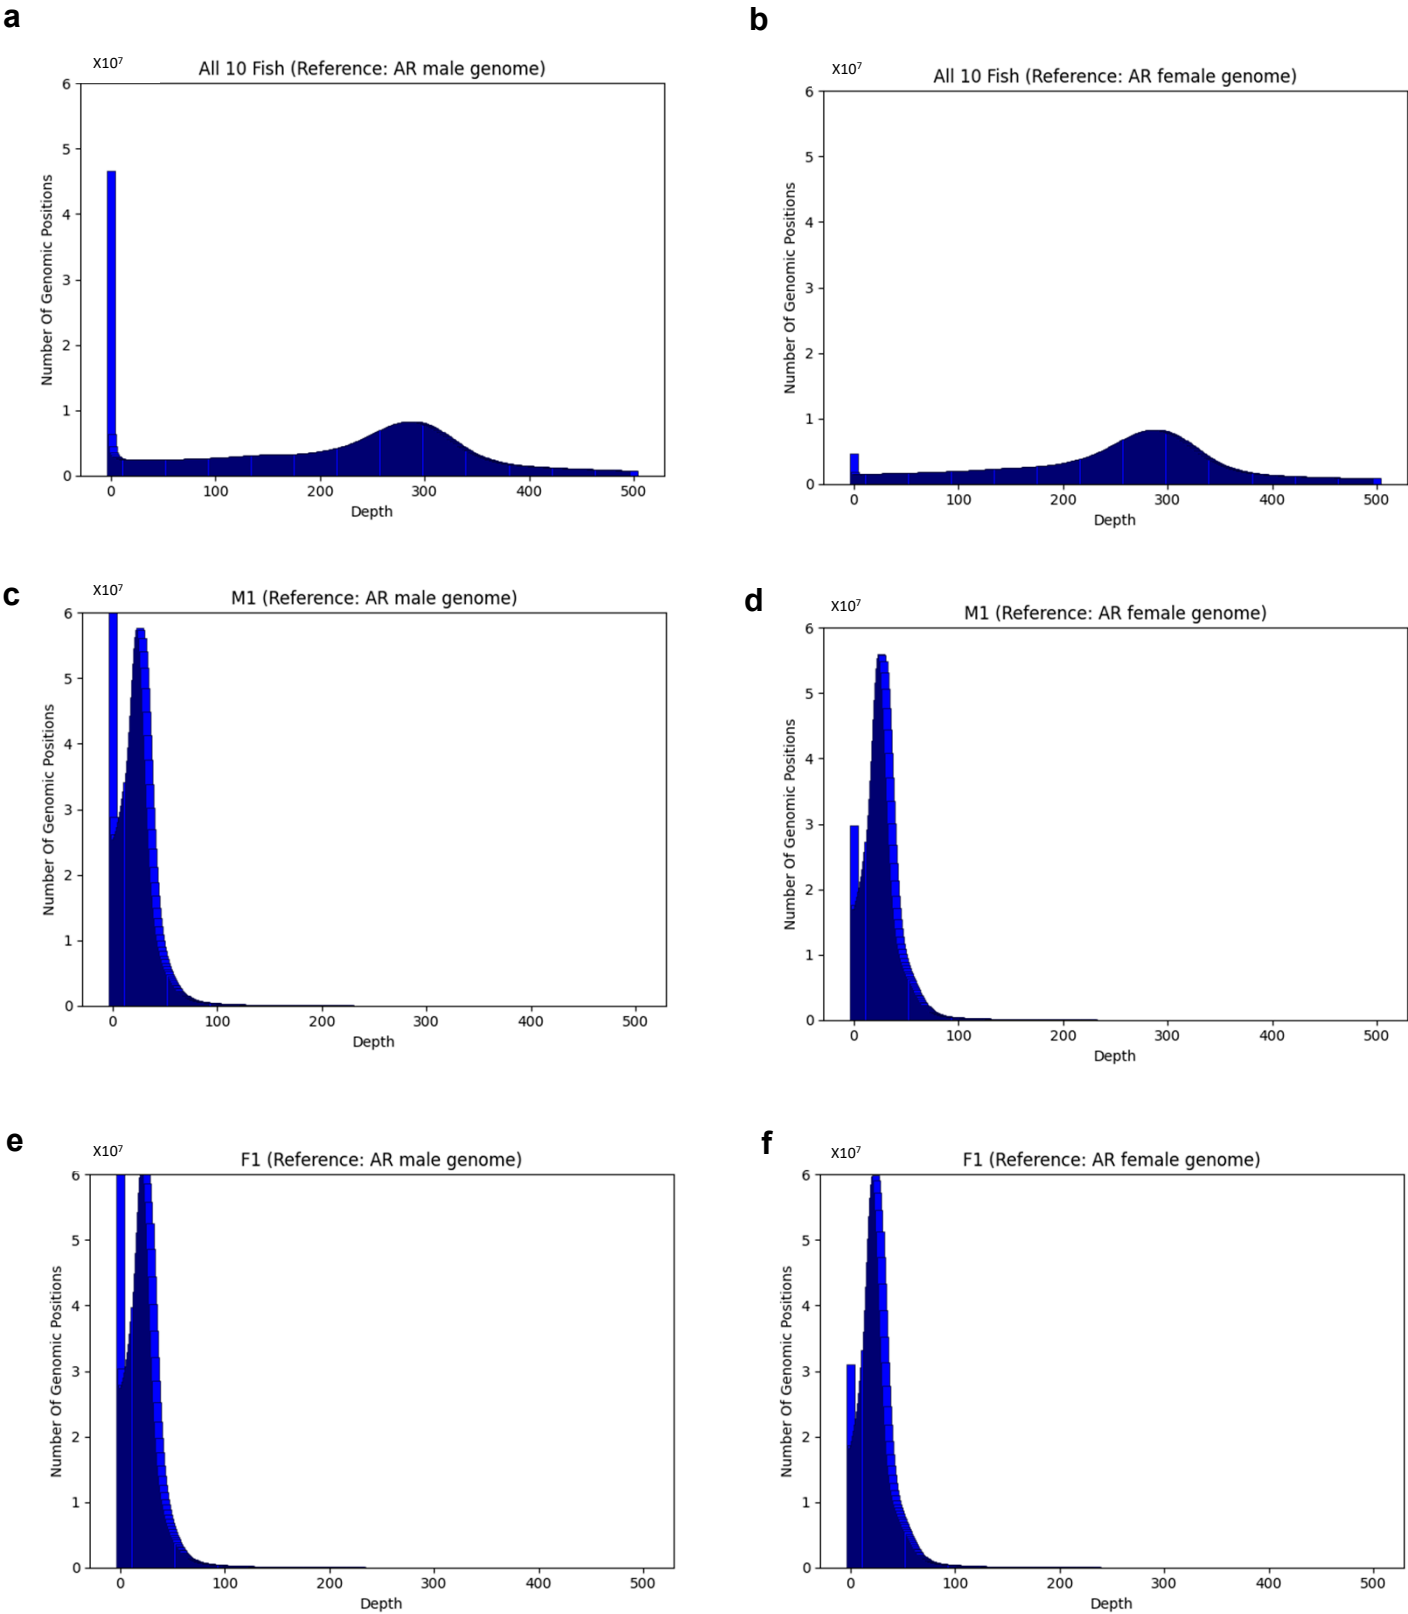 a
X10⁷
All 10 Fish (Reference: AR male genome)
6
5
4
3
2
1
0
Number Of Genomic Positions
0 100 200 300 400 500
Depth
b
X10⁷
All 10 Fish (Reference: AR female genome)
6
5
4
3
2
1
0
Number Of Genomic Positions
0 100 200 300 400 500
Depth
c
X10⁷
M1 (Reference: AR male genome)
6
5
4
3
2
1
0
Number Of Genomic Positions
0 100 200 300 400 500
Depth
d
X10⁷
M1 (Reference: AR female genome)
6
5
4
3
2
1
0
Number Of Genomic Positions
0 100 200 300 400 500
Depth
e
X10⁷
F1 (Reference: AR male genome)
6
5
4
3
2
1
0
Number Of Genomic Positions
0 100 200 300 400 500
Depth
f
X10⁷
F1 (Reference: AR female genome)
6
5
4
3
2
1
0
Number Of Genomic Positions
0 100 200 300 400 500
Depth